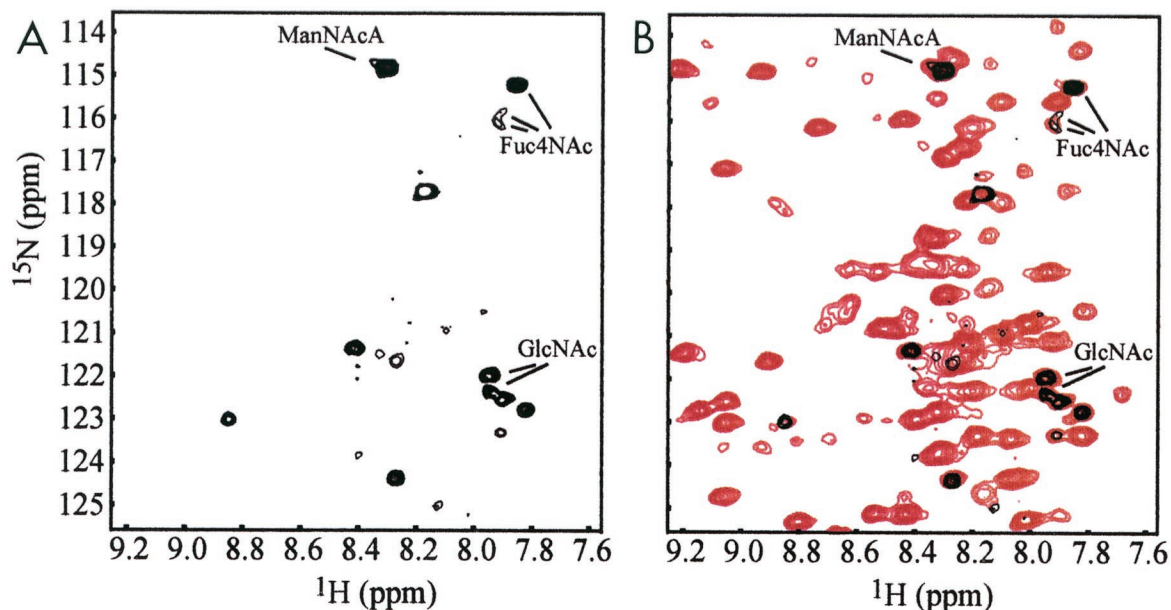 A
ManNAcA
Fuc4NAc
GlcNAc
114
115
116
117
118
119
120
121
122
123
124
125
¹⁵N (ppm)
9.2 9.0 8.8 8.6 8.4 8.2 8.0 7.8 7.6
¹H (ppm)
B
ManNAcA
Fuc4NAc
GlcNAc
9.2 9.0 8.8 8.6 8.4 8.2 8.0 7.8 7.6
¹H (ppm)